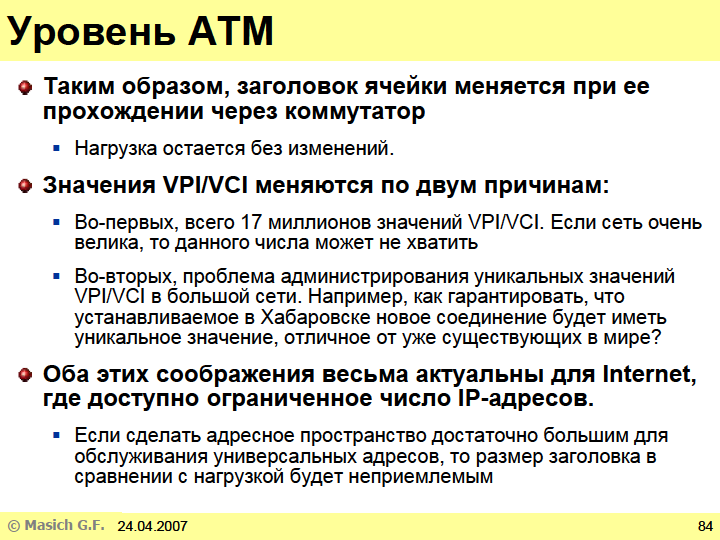 Уровень ATM
Таким образом, заголовок ячейки меняется при ее
прохождении через коммутатор
Нагрузка остается без изменений.
Значения VPI/VCI меняются по двум причинам:
Во-первых, всего 17 миллионов значений VPI/VCI. Если сеть очень
велика, то данного числа может не хватить
Во-вторых, проблема администрирования уникальных значений
VPI/VCI в большой сети. Например, как гарантировать, что
устанавливаемое в Хабаровске новое соединение будет иметь
уникальное значение, отличное от уже существующих в мире?
Оба этих соображения весьма актуальны для Internet,
где доступно ограниченное число IP-адресов.
Если сделать адресное пространство достаточно большим для
обслуживания универсальных адресов, то размер заголовка в
сравнении с нагрузкой будет неприемлемым
© Masich G.F. 24.04.2007 84